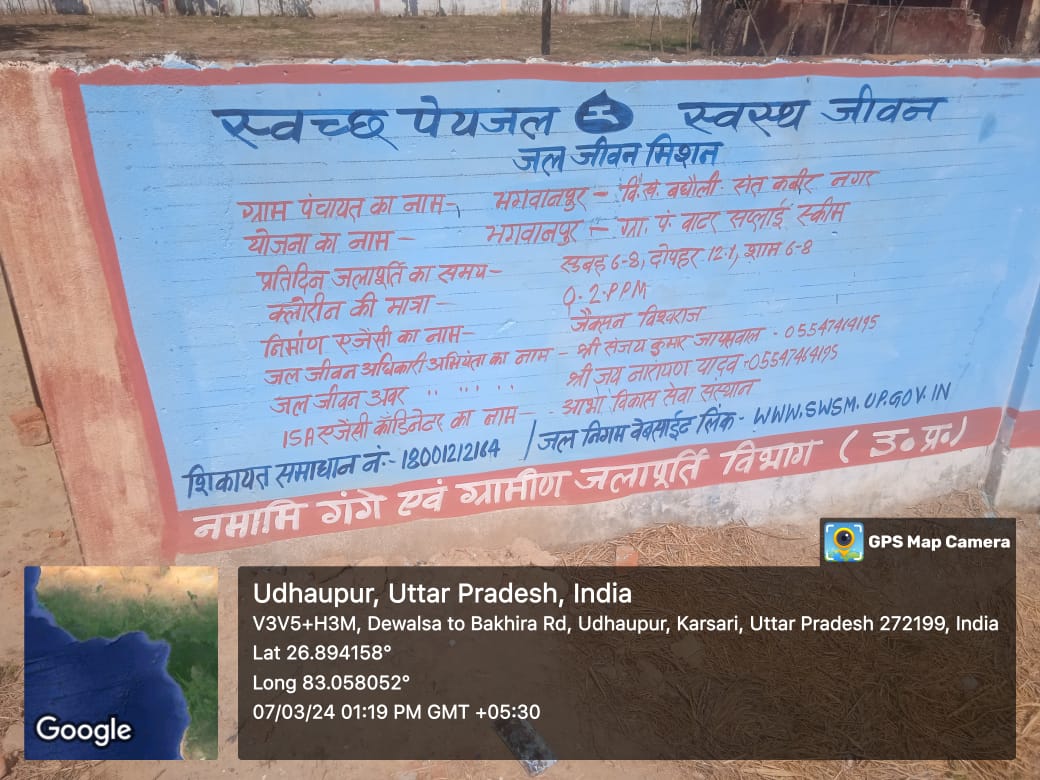 स्वच्छ पेयजल स्वस्थ जीवन
जल जीवन मिशन
ग्राम पंचायत का नाम- भगवानपुर - वि.खं. बघौली संत कबीर नगर
योजना का नाम - भगवानपुर - ग्रा. पं. वाटर सप्लाई स्कीम
प्रतिदिन जलापूर्ति का समय- सुबह 6-8, दोपहर 12-1, शाम 6-8
क्लोरीन की मात्रा - 0.2.PPM
निर्माण एजेंसी का नाम- जैक्सन विश्वराज
जल जीवन अधिकारी अभियंता का नाम - श्री संजय कुमार जायसवाल - 05547464195
जल जीवन अवर " " " " श्री जय नारायण यादव -05547464195
ISA एजेंसी कॉडिनेटर का नाम - आभा विकास सेवा संस्थान
शिकायत समाधान नं.- 18001212164 / जल निगम वेबसाईट लिंक - WWW.SWSM.UP.GOV.IN
नमामि गंगे एवं ग्रामीण जलापूर्ति विभाग ( उ०प्र०)
GPS Map Camera
Udhaupur, Uttar Pradesh, India
V3V5+H3M, Dewalsa to Bakhira Rd, Udhaupur, Karsari, Uttar Pradesh 272199, India
Lat 26.894158°
Long 83.058052°
07/03/24 01:19 PM GMT +05:30
Google